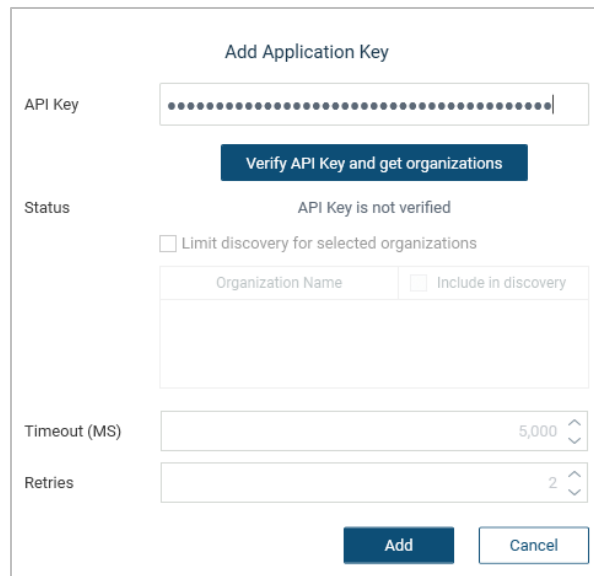 Add Application Key
API Key ••••••••••••••••••••••••••••••••••••••••
Verify API Key and get organizations
Status API Key is not verified
Limit discovery for selected organizations
Organization Name Include in discovery
Timeout (MS) 5,000
Retries 2
Add Cancel